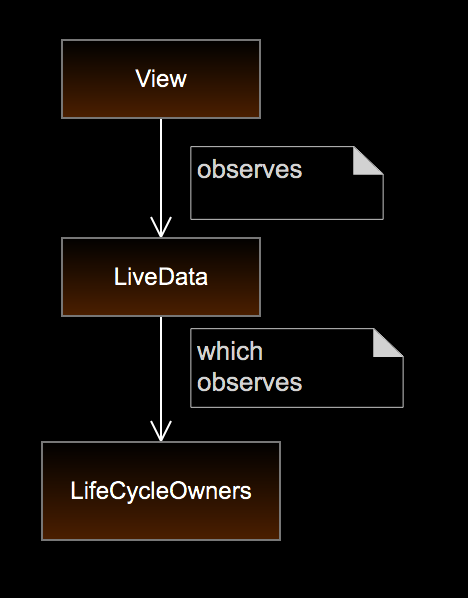 View
observes
LiveData
which
observes
LifeCycleOwners